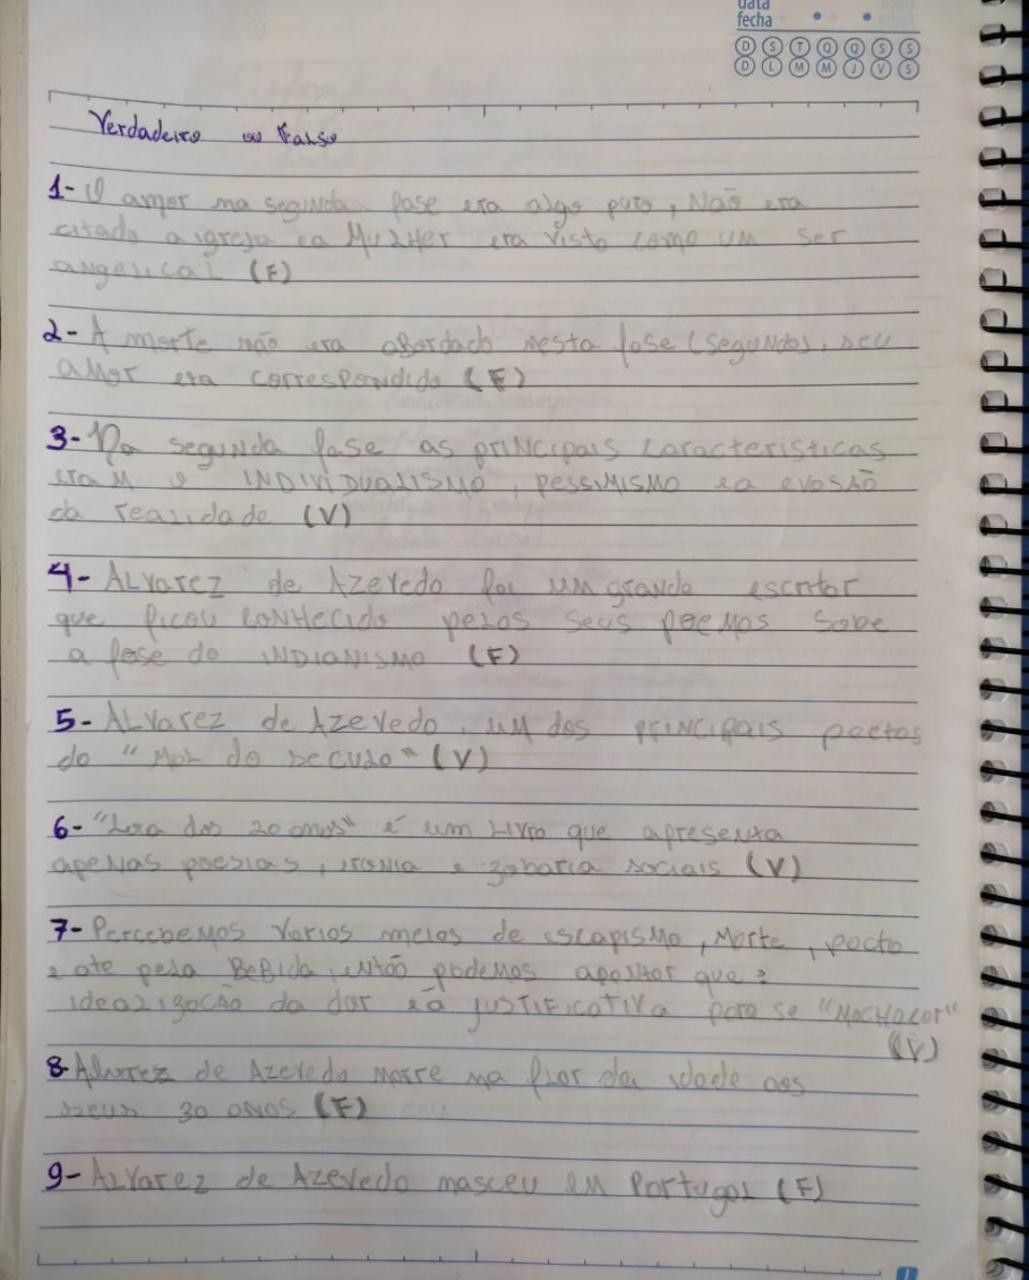 data
fecha
D S T Q Q S S
D L M M J V S
Verdadeiro ou Falso
1- O amor na segunda fase era algo puro, Não era
citado a igreja e a Mulher era visto como um ser
angelical (F)
2- A morte não era abordado nesta fase (segunda), seu
amor era correspondido (F)
3- Na segunda fase as principais caracteristicas
eram o INDIVIDUALISMO, PESSIMISMO e a evasão
da realidade (V)
4- Alvarez de Azevedo foi um grande escritor
que ficou conhecido pelos seus poemas sobe
a fase do INDIANISMO (F)
5- Alvarez de Azevedo, um dos principais poetas
do "Mal do seculo" (V)
6- "Lira dos 20 anos" é um livro que apresenta
apenas poesias, ironia e zobaria sociais (V)
7- Percebemos varios meios de escapismo, Morte, pacto
e ate pela Bebida, então podemos apontar que:
idealização da dor e a justificativa para se "Machacar"
(V)
8- Alvarez de Azevedo morre na flor da idade aos
seus 30 anos (F)
9- Alvarez de Azevedo nasceu em Portugal (F)